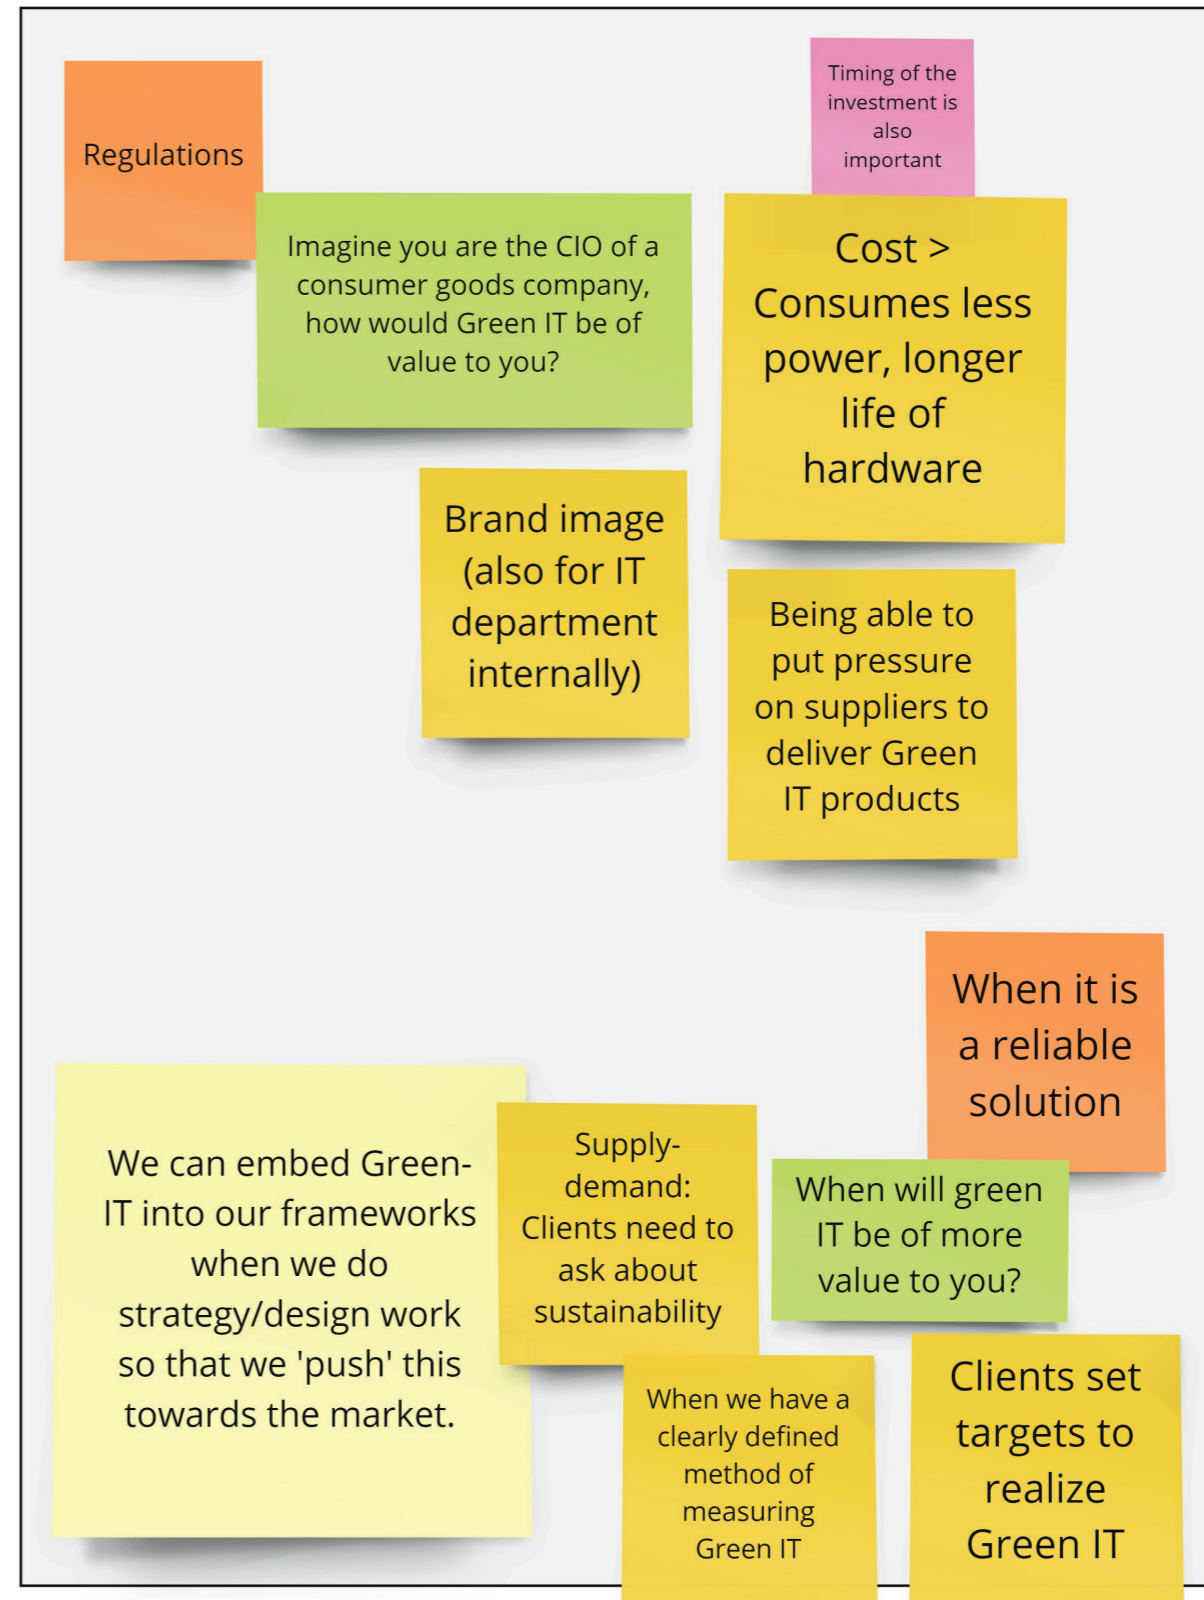 Regulations
Timing of the
investment is
also
important
Imagine you are the CIO of a
consumer goods company,
how would Green IT be of
value to you?
Cost >
Consumes less
power, longer
life of
hardware
Brand image
(also for IT
department
internally)
Being able to
put pressure
on suppliers to
deliver Green
IT products
When it is
a reliable
solution
We can embed Green-
IT into our frameworks
when we do
strategy/design work
so that we 'push' this
towards the market.
Supply-
demand:
Clients need to
ask about
sustainability
When will green
IT be of more
value to you?
When we have a
clearly defined
method of
measuring
Green IT
Clients set
targets to
realize
Green IT